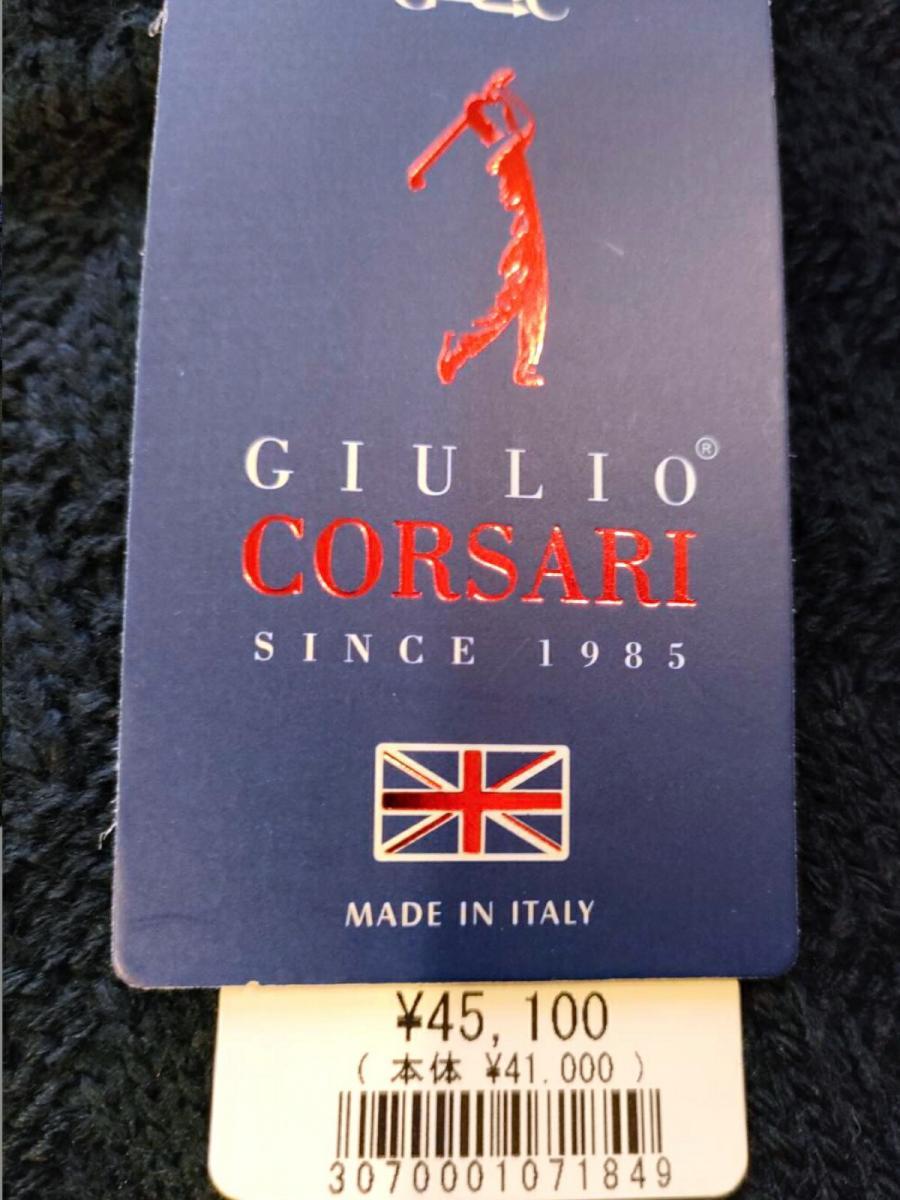 GIULIO®
CORSARI
SINCE 1985
MADE IN ITALY
¥45,100
( 本体 ¥41.000 )
3070001071849